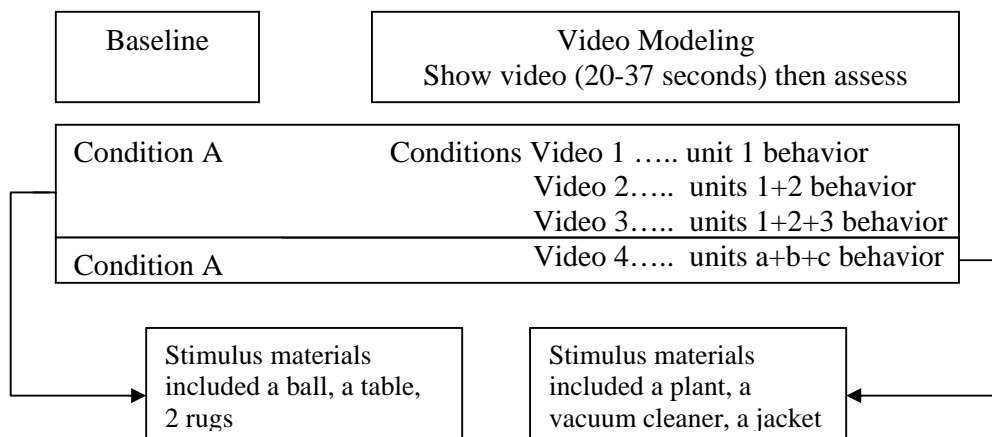 Baseline
Video Modeling
Show video (20-37 seconds) then assess
Condition A Conditions Video 1 ….. unit 1 behavior
Video 2….. units 1+2 behavior
Video 3….. units 1+2+3 behavior
Condition A Video 4….. units a+b+c behavior
Stimulus materials
included a ball, a table,
2 rugs
Stimulus materials
included a plant, a
vacuum cleaner, a jacket